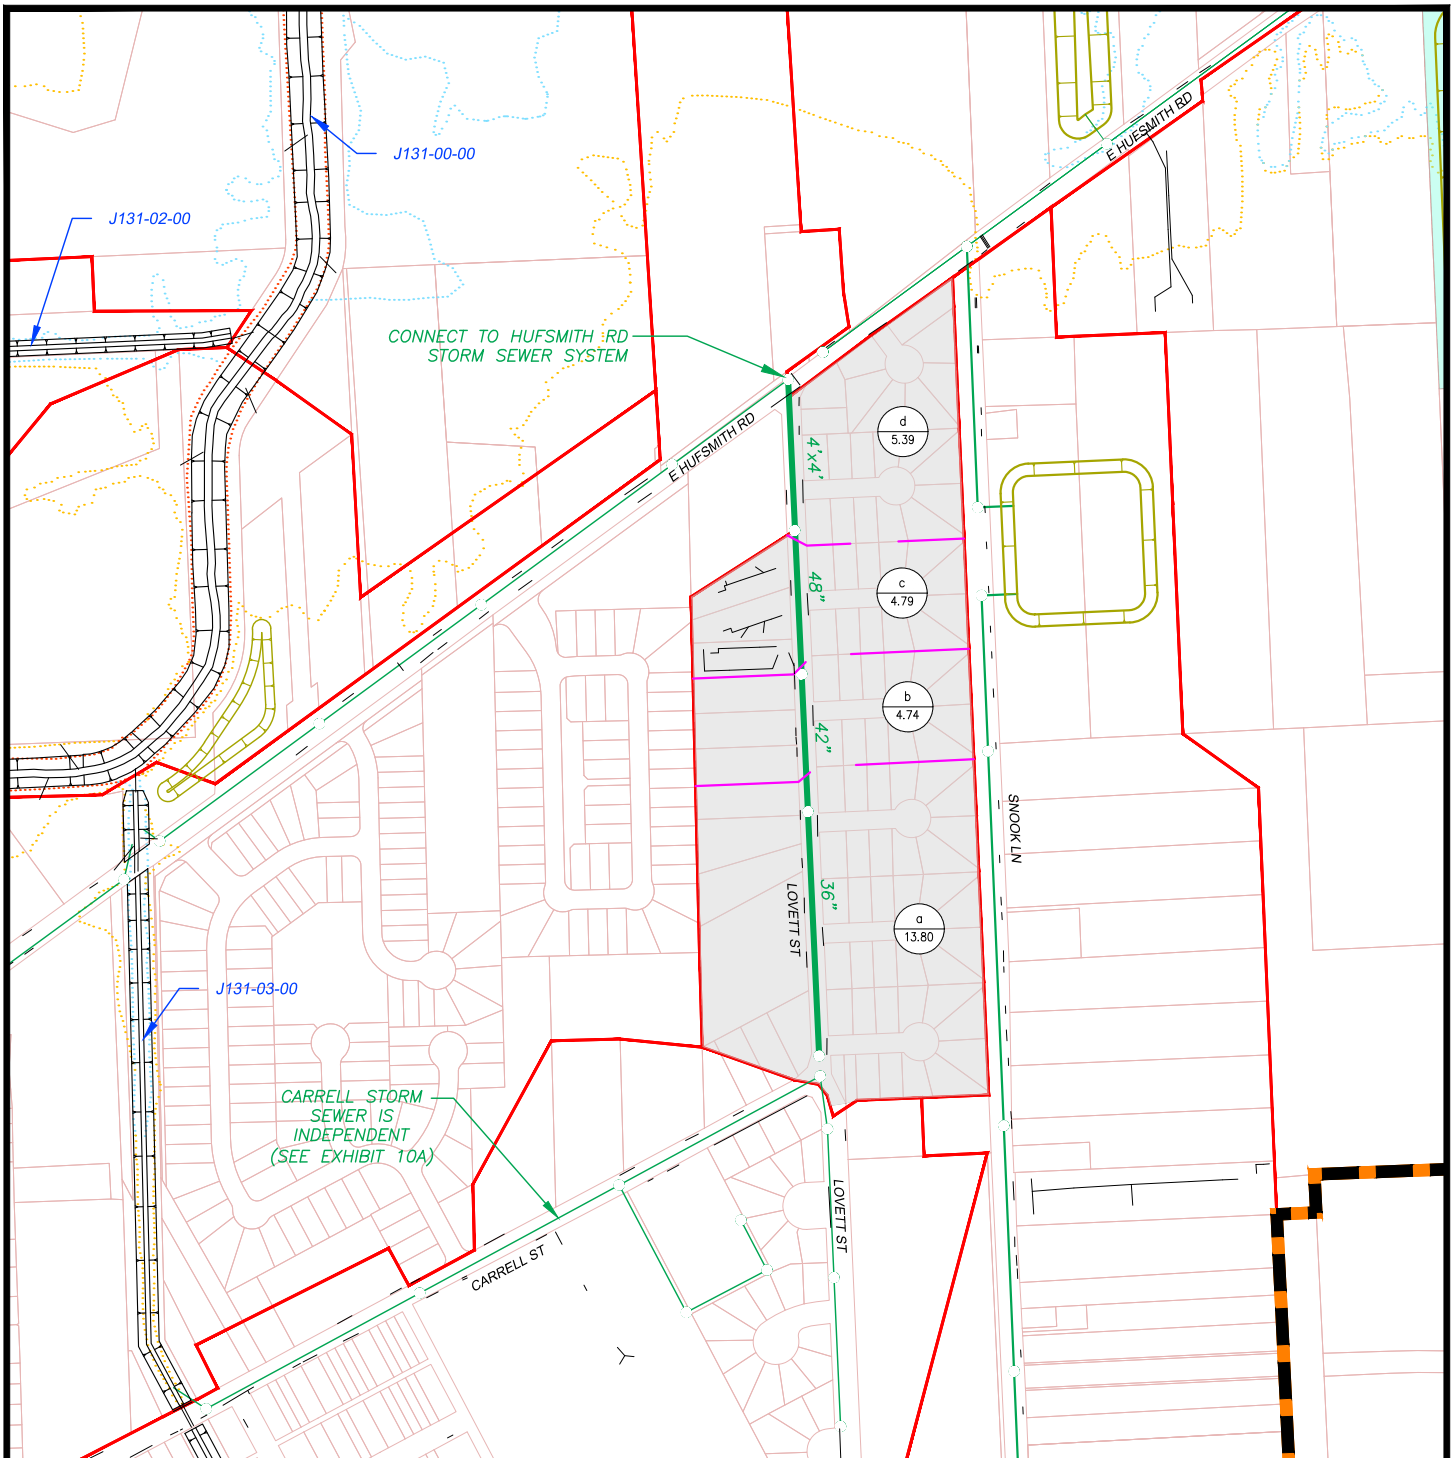 E HUFSMITH RD
J131-00-00
J131-02-00
CONNECT TO HUFSMITH RD
STORM SEWER SYSTEM
E HUFSMITH RD
d
5.39
4'x4'
c
4.79
48"
b
4.74
42"
SNOOK LN
36"
LOVETT ST
a
13.80
J131-03-00
CARRELL STORM
SEWER IS
INDEPENDENT
(SEE EXHIBIT 10A)
LOVETT ST
CARRELL ST